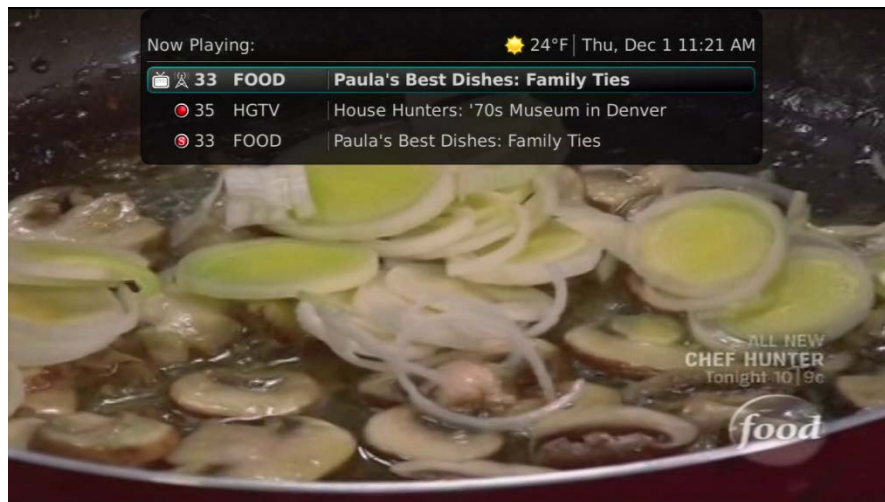 Now Playing: 24°F Thu, Dec 1 11:21 AM
33 FOOD Paula's Best Dishes: Family Ties
35 HGTV House Hunters: '70s Museum in Denver
S 33 FOOD Paula's Best Dishes: Family Ties
ALL NEW
CHEF HUNTER
Tonight 10|9c
food